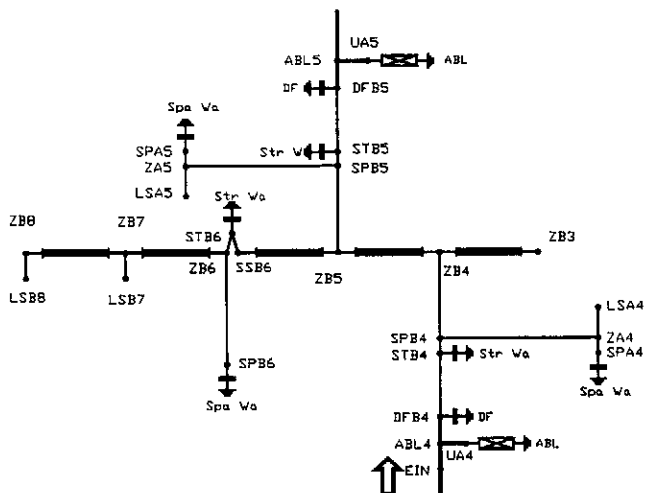 UA5
ABL5
ABL
DF
DFB5
Spa Wa
SPA5
STB5
Str W
ZA5
SPB5
LSA5
Str Wa
ZB8
ZB7
STB6
ZB3
ZB6
SSB6
ZB5
ZB4
LSB8
LSB7
LSA4
SPB4
ZA4
STB4
Str Wa
SPA4
SPB6
Spa Wa
Spa Wa
DFB4
DF
ABL4
ABL
UA4
EIN